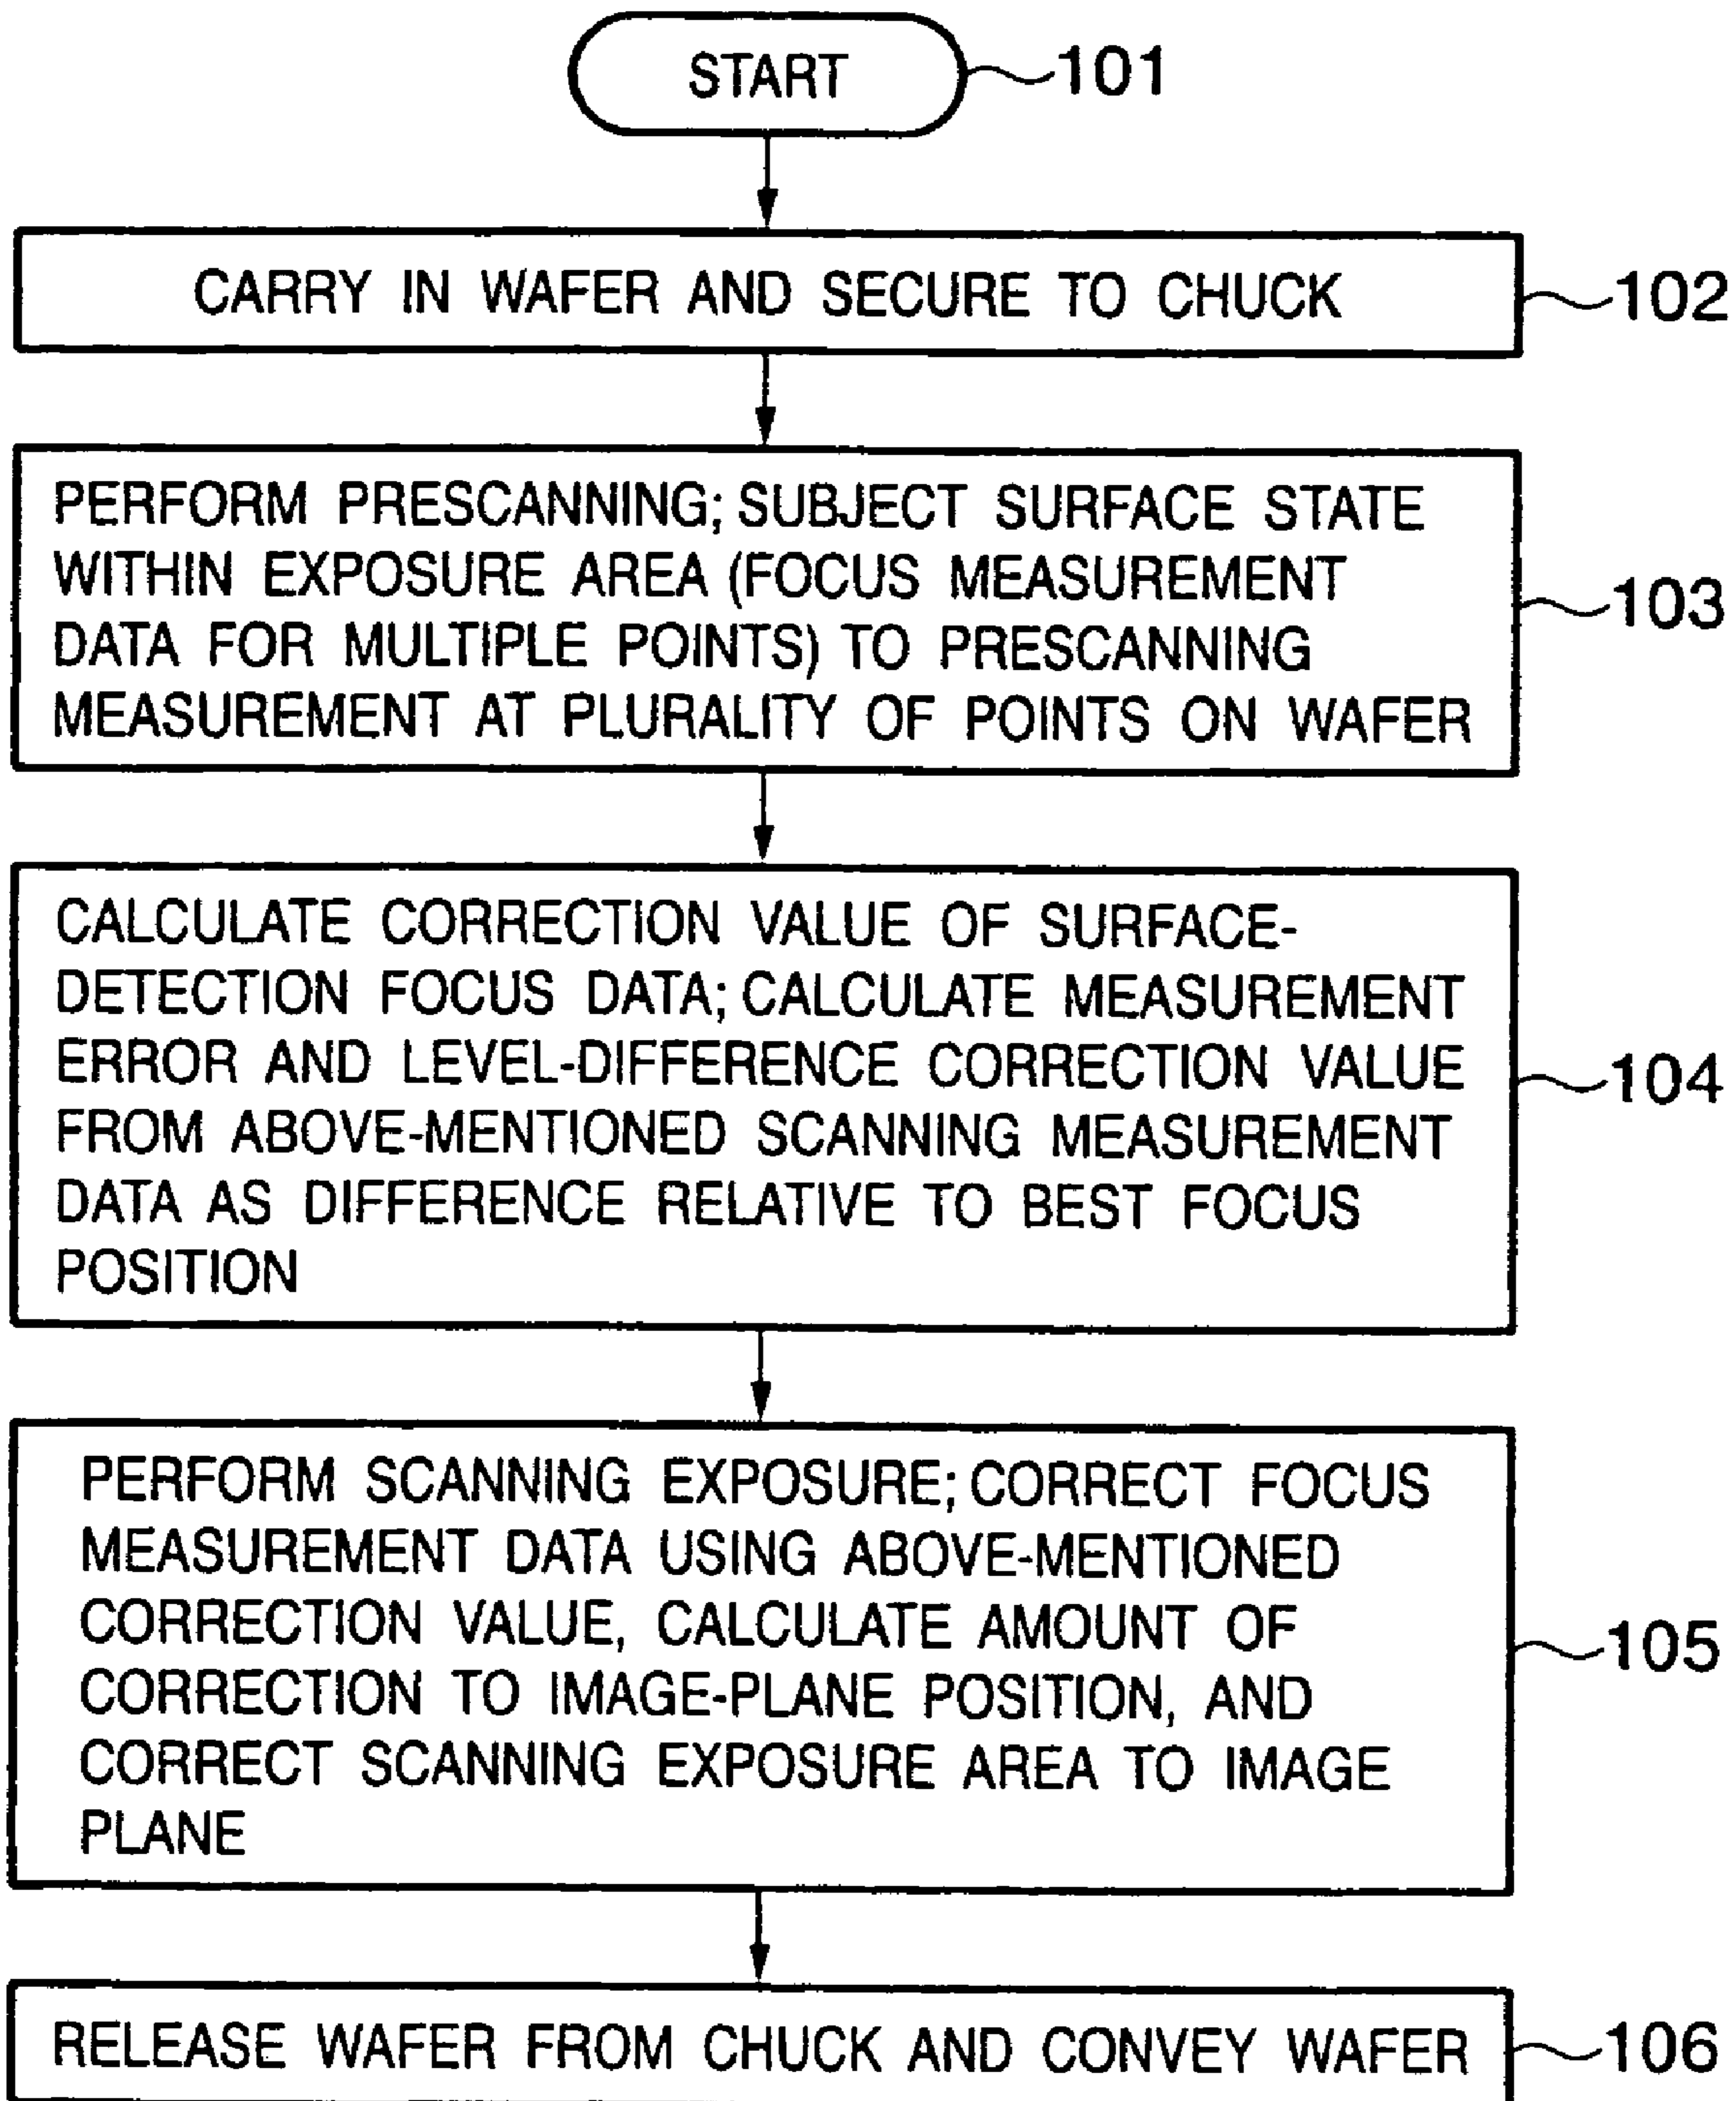 START
101
CARRY IN WAFER AND SECURE TO CHUCK
102
PERFORM PRESCANNING; SUBJECT SURFACE STATE
WITHIN EXPOSURE AREA (FOCUS MEASUREMENT
DATA FOR MULTIPLE POINTS) TO PRESCANNING
MEASUREMENT AT PLURALITY OF POINTS ON WAFER
103
CALCULATE CORRECTION VALUE OF SURFACE-
DETECTION FOCUS DATA; CALCULATE MEASUREMENT
ERROR AND LEVEL-DIFFERENCE CORRECTION VALUE
FROM ABOVE-MENTIONED SCANNING MEASUREMENT
DATA AS DIFFERENCE RELATIVE TO BEST FOCUS
POSITION
104
PERFORM SCANNING EXPOSURE; CORRECT FOCUS
MEASUREMENT DATA USING ABOVE-MENTIONED
CORRECTION VALUE, CALCULATE AMOUNT OF
CORRECTION TO IMAGE-PLANE POSITION, AND
CORRECT SCANNING EXPOSURE AREA TO IMAGE
PLANE
105
RELEASE WAFER FROM CHUCK AND CONVEY WAFER
106